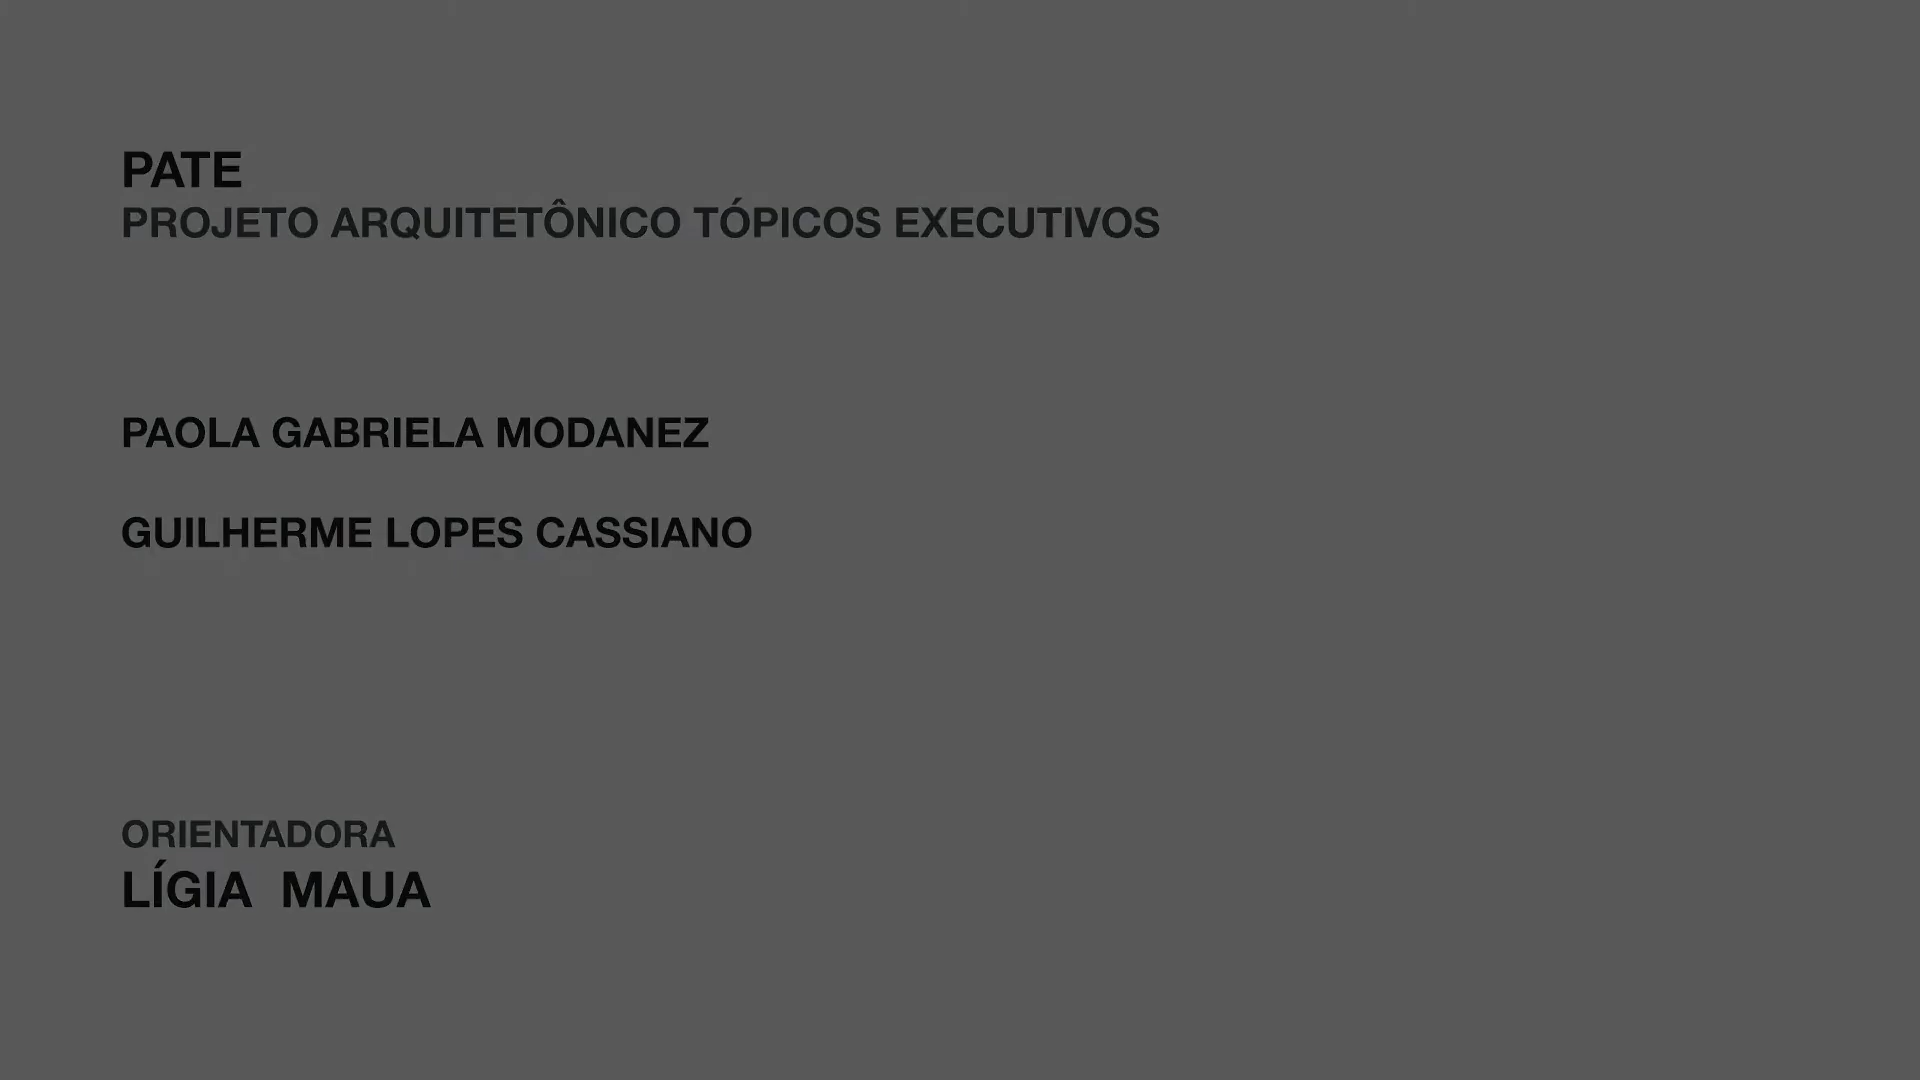 PATE
PROJETO ARQUITETÔNICO TÓPICOS EXECUTIVOS
PAOLA GABRIELA MODANEZ
GUILHERME LOPES CASSIANO
ORIENTADORA
LÍGIA  MAUA